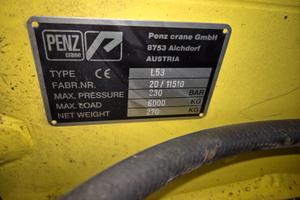 PENZ
crane
Penz crane GmbH
8753 Aichdorf
AUSTRIA
TYPE CE L53
FABR.NR. 20/11510
MAX. PRESSURE 230 BAR
MAX. LOAD 6000 KG
NET WEIGHT 270 KG